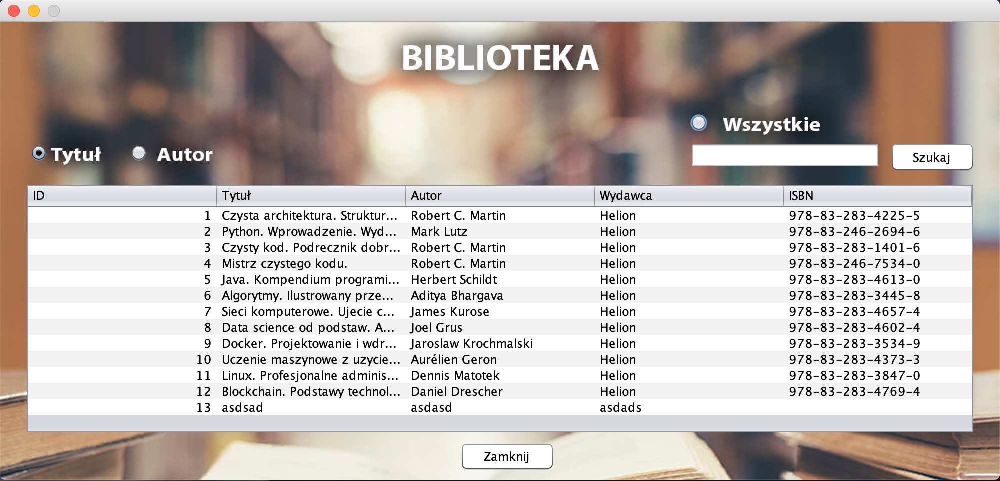 BIBLIOTEKA
Wszystkie
Tytuł Autor Szukaj
ID Tytuł Autor Wydawca ISBN
1 Czysta architektura. Struktur... Robert C. Martin Helion 978-83-283-4225-5
2 Python. Wprowadzenie. Wyd... Mark Lutz Helion 978-83-246-2694-6
3 Czysty kod. Podrecznik dobr... Robert C. Martin Helion 978-83-283-1401-6
4 Mistrz czystego kodu. Robert C. Martin Helion 978-83-246-7534-0
5 Java. Kompendium programi... Herbert Schildt Helion 978-83-283-4613-0
6 Algorytmy. Ilustrowany prze... Aditya Bhargava Helion 978-83-283-3445-8
7 Sieci komputerowe. Ujecie c... James Kurose Helion 978-83-283-4657-4
8 Data science od podstaw. A... Joel Grus Helion 978-83-283-4602-4
9 Docker. Projektowanie i wdr... Jaroslaw Krochmalski Helion 978-83-283-3534-9
10 Uczenie maszynowe z uzycie... Aurélien Geron Helion 978-83-283-4373-3
11 Linux. Profesjonalne adminis... Dennis Matotek Helion 978-83-283-3847-0
12 Blockchain. Podstawy technol... Daniel Drescher Helion 978-83-283-4769-4
13 asdsad asdasd asdads
Zamknij